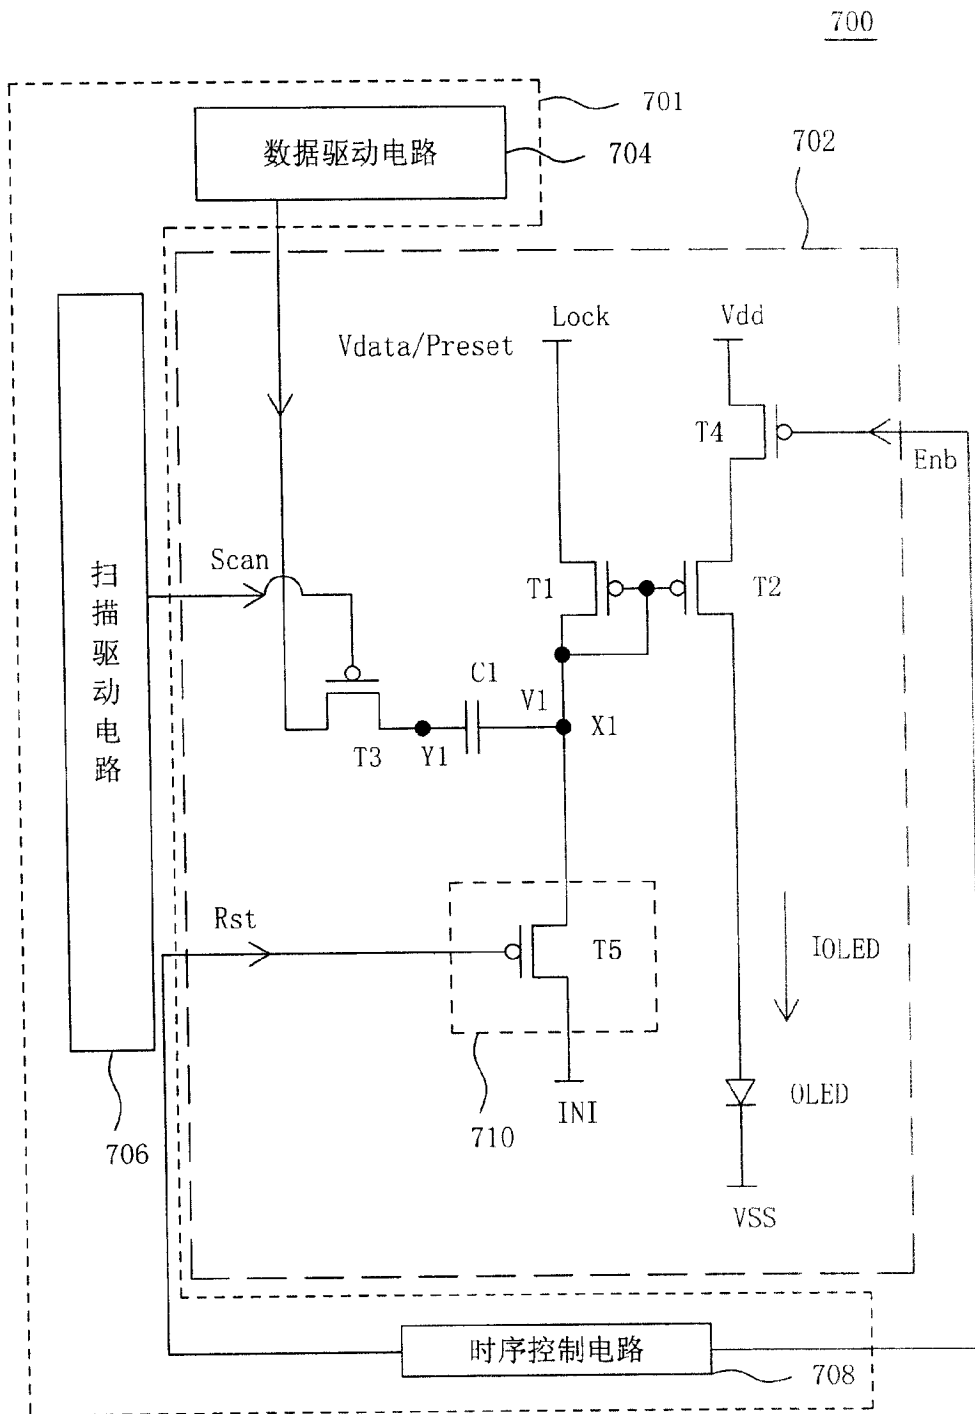 700
701
数据驱动电路
704
702
Lock
Vdd
Vdata/Preset
T4
Enb
扫描驱动电路
Scan
T1
T2
C1
V1
X1
T3
Y1
Rst
T5
IOLED
INI
OLED
710
706
VSS
时序控制电路
708